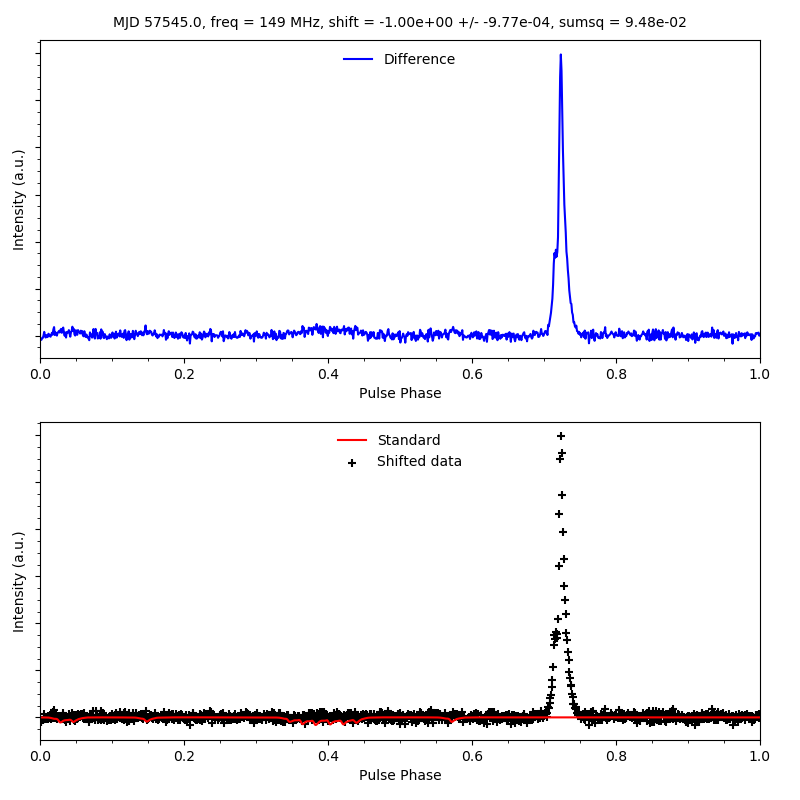 MJD 57545.0, freq = 149 MHz, shift = -1.00e+00 +/- -9.77e-04, sumsq = 9.48e-02
Difference
Intensity (a.u.)
0.0 0.2 0.4 0.6 0.8 1.0
Pulse Phase
Standard
Shifted data
Intensity (a.u.)
0.0 0.2 0.4 0.6 0.8 1.0
Pulse Phase